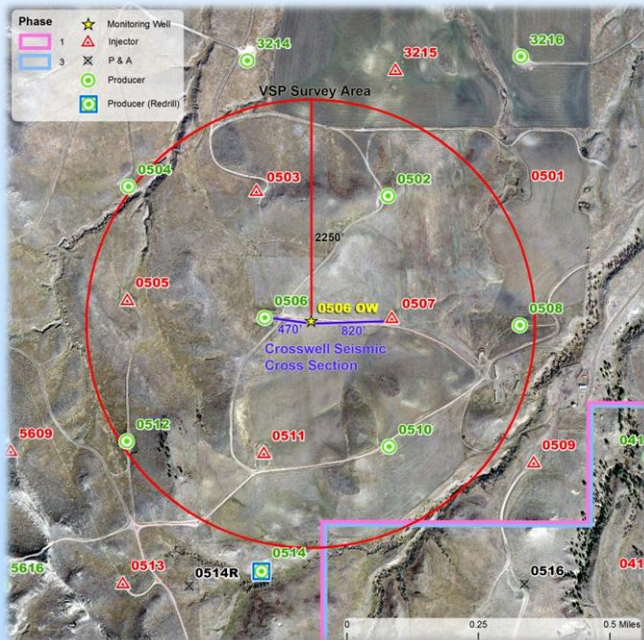 Phase
1
3
Monitoring Well
Injector
P & A
Producer
Producer (Redrill)
3214
3215
3216
VSP Survey Area
0504
0503
0502
0501
2250'
0505
0506
0506 OW
0507
0508
470'
820'
Crosswell Seismic
Cross Section
0512
0511
0510
0509
5609
041
0514
5616
0513
0514R
0516
041
0
0.25
0.5 Miles